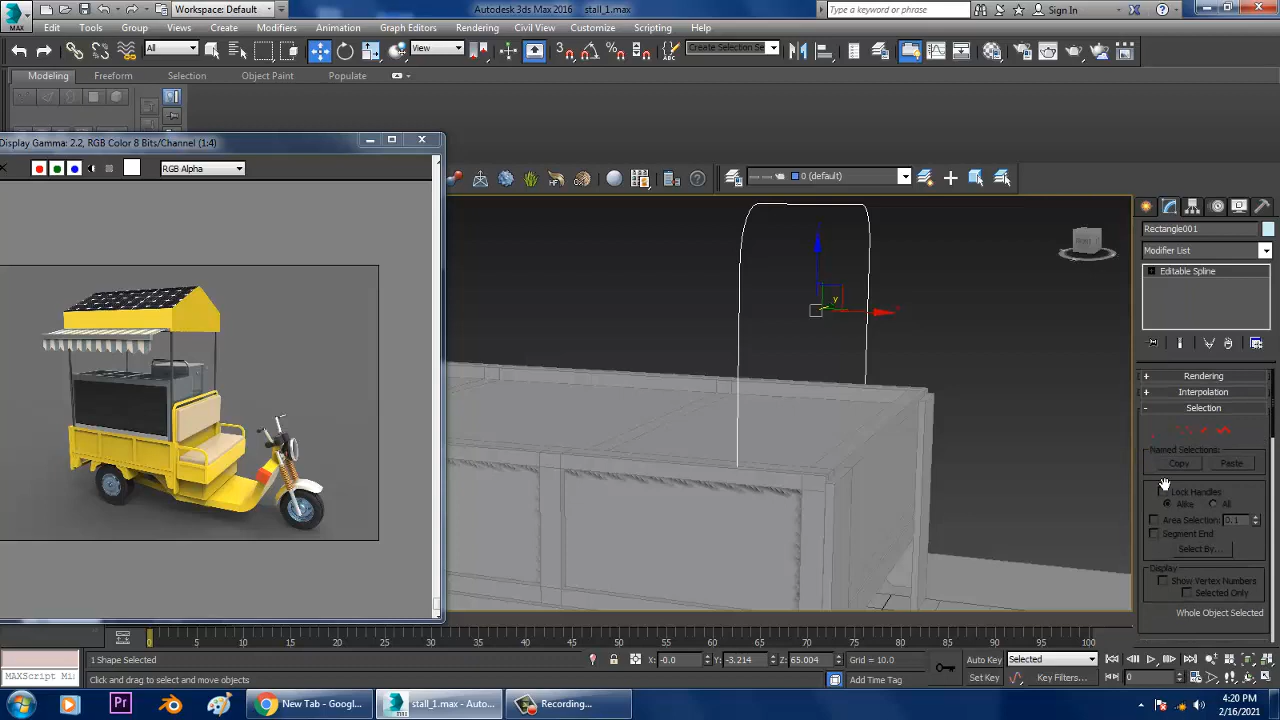 Workspace: Default
Autodesk 3ds Max 2016 stall_1.max
Type a keyword or phrase
Sign In
MAX
Edit Tools Group Views Create Modifiers Animation Graph Editors Rendering Civil View Customize Scripting Help
All
View
Create Selection Se
Modeling Freeform Selection Object Paint Populate
Display Gamma: 2.2, RGB Color 8 Bits/Channel (1:4)
RGB Alpha
0 (default)
Rectangle001
Modifier List
Editable Spline
y
FRONT
Rendering
Interpolation
Selection
Named Selections:
Copy Paste
Lock Handles
Alike All
Area Selection: 0.1
Segment End
Select By...
Display
Show Vertex Numbers
Selected Only
Whole Object Selected
0 5 10 15 20 25 30 35 40 45 50 55 60 65 70 75 80 85 90 95 100
1 Shape Selected
X: -0.0 Y: -3.214 Z: 65.004 Grid = 10.0
Auto Key Selected
MAXScript Mi
Click and drag to select and move objects
Add Time Tag
Set Key Key Filters... 0
New Tab - Googl...
stall_1.max - Auto...
Recording...
4:20 PM
2/16/2021